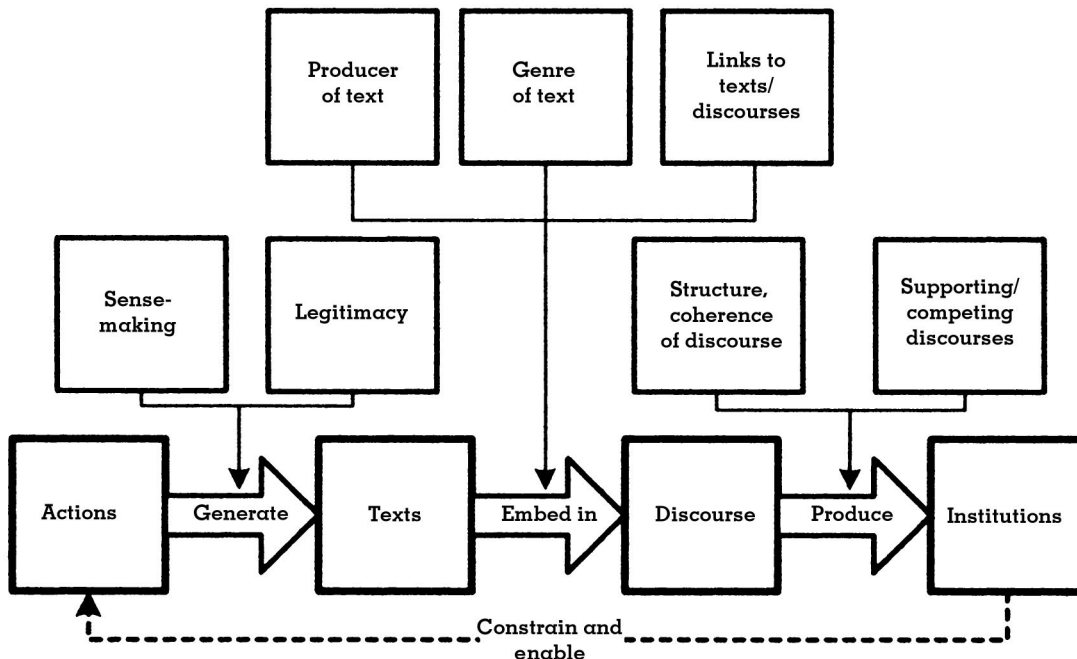 Producer
of text
Genre
of text
Links to
texts/
discourses
Sense-
making
Legitimacy
Structure,
coherence
of discourse
Supporting/
competing
discourses
Actions
Generate
Texts
Embed in
Discourse
Produce
Institutions
Constrain and
enable